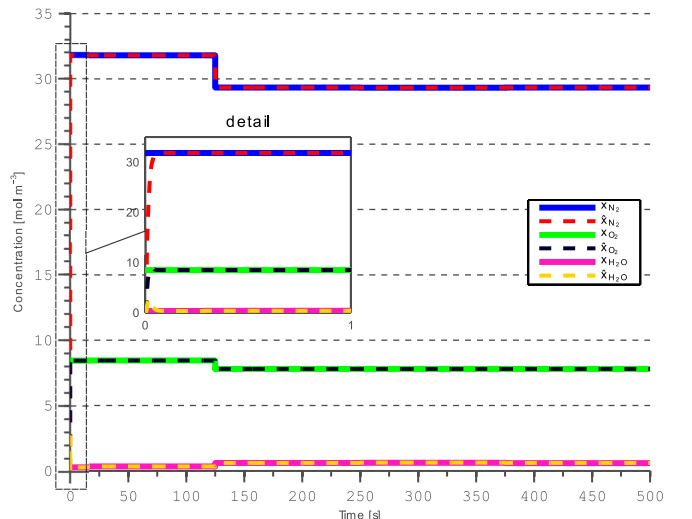 35
30
25
20
15
10
5
0
Concentration [mol m⁻³]
detail
30
20
10
0
0 1
x_N₂
x̂_N₂
x_O₂
x̂_O₂
x_H₂O
x̂_H₂O
0 50 100 150 200 250 300 350 400 450 500
Time [s]